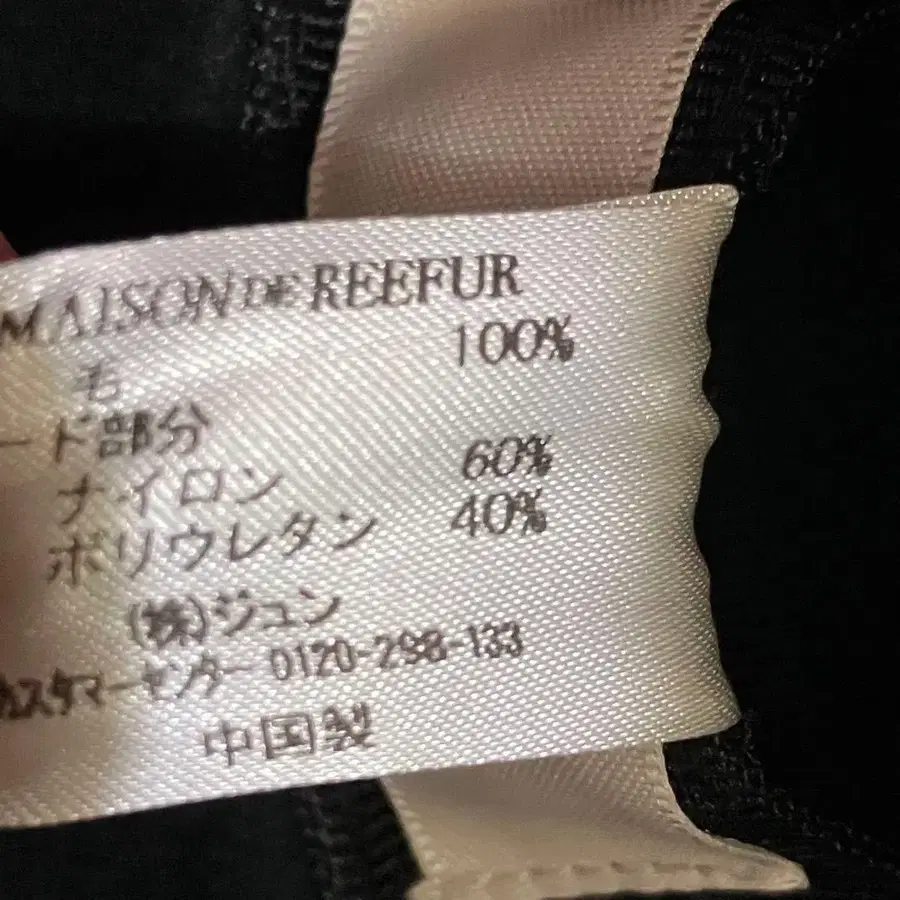 MAISON DE REEFUR
毛 100%
ード部分
ナイロン 60%
ポリウレタン 40%
(株)ジュン
カスタマーセンター 0120-298-133
中国製